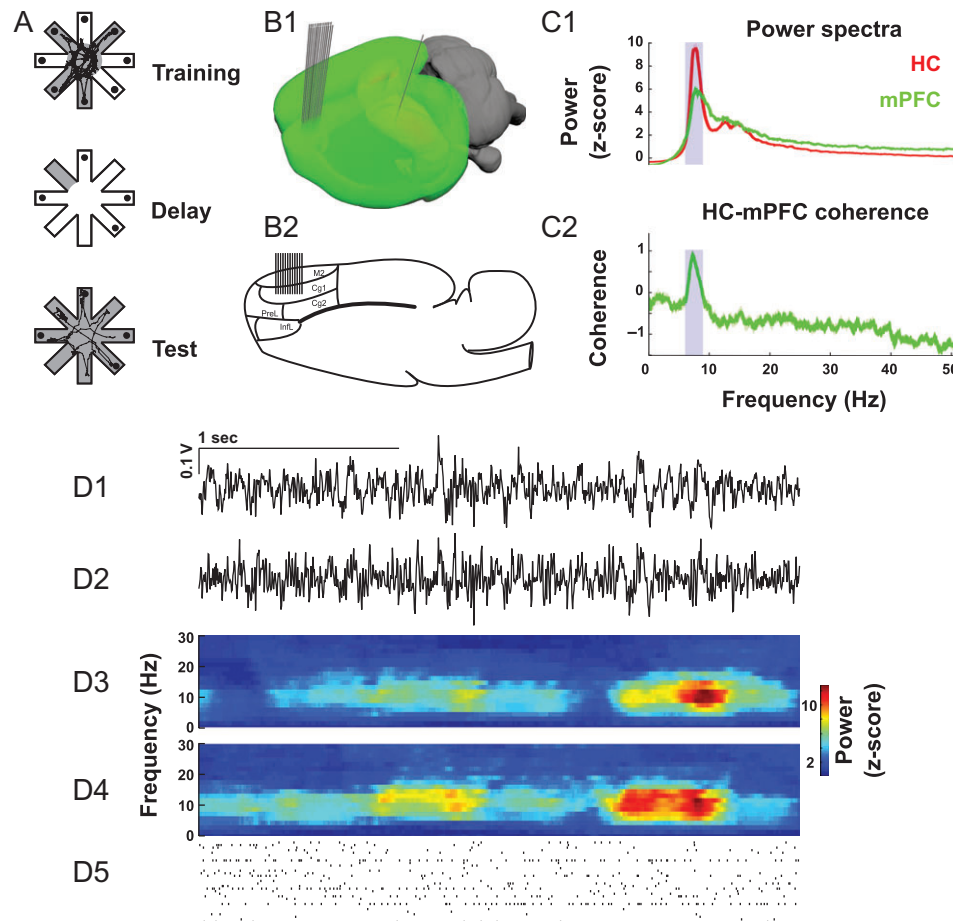 A
Training
Delay
Test
B1
B2
M2
Cg1
Cg2
PreL
InfL
C1
Power spectra
HC
mPFC
Power
(z-score)
10
8
6
4
2
0
C2
HC-mPFC coherence
Coherence
1
0
−1
0 10 20 30 40 50
Frequency (Hz)
1 sec
0.1 V
D1
D2
D3
30
20
10
0
D4
30
20
10
0
Frequency (Hz)
10
2
Power
(z-score)
D5